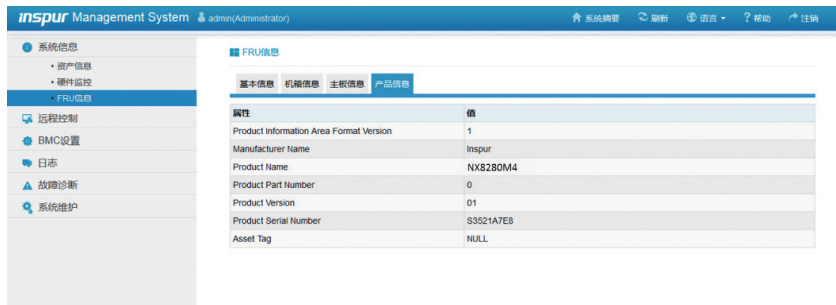 inspur Management System admin(Administrator) 系统摘要 刷新 语言 帮助 注销
系统信息
• 资产信息
• 硬件监控
• FRU信息
远程控制
BMC设置
日志
故障诊断
系统维护
FRU信息
基本信息 机箱信息 主板信息 产品信息
属性 值
Product Information Area Format Version 1
Manufacturer Name Inspur
Product Name NX8280M4
Product Part Number 0
Product Version 01
Product Serial Number S3521A7E8
Asset Tag NULL